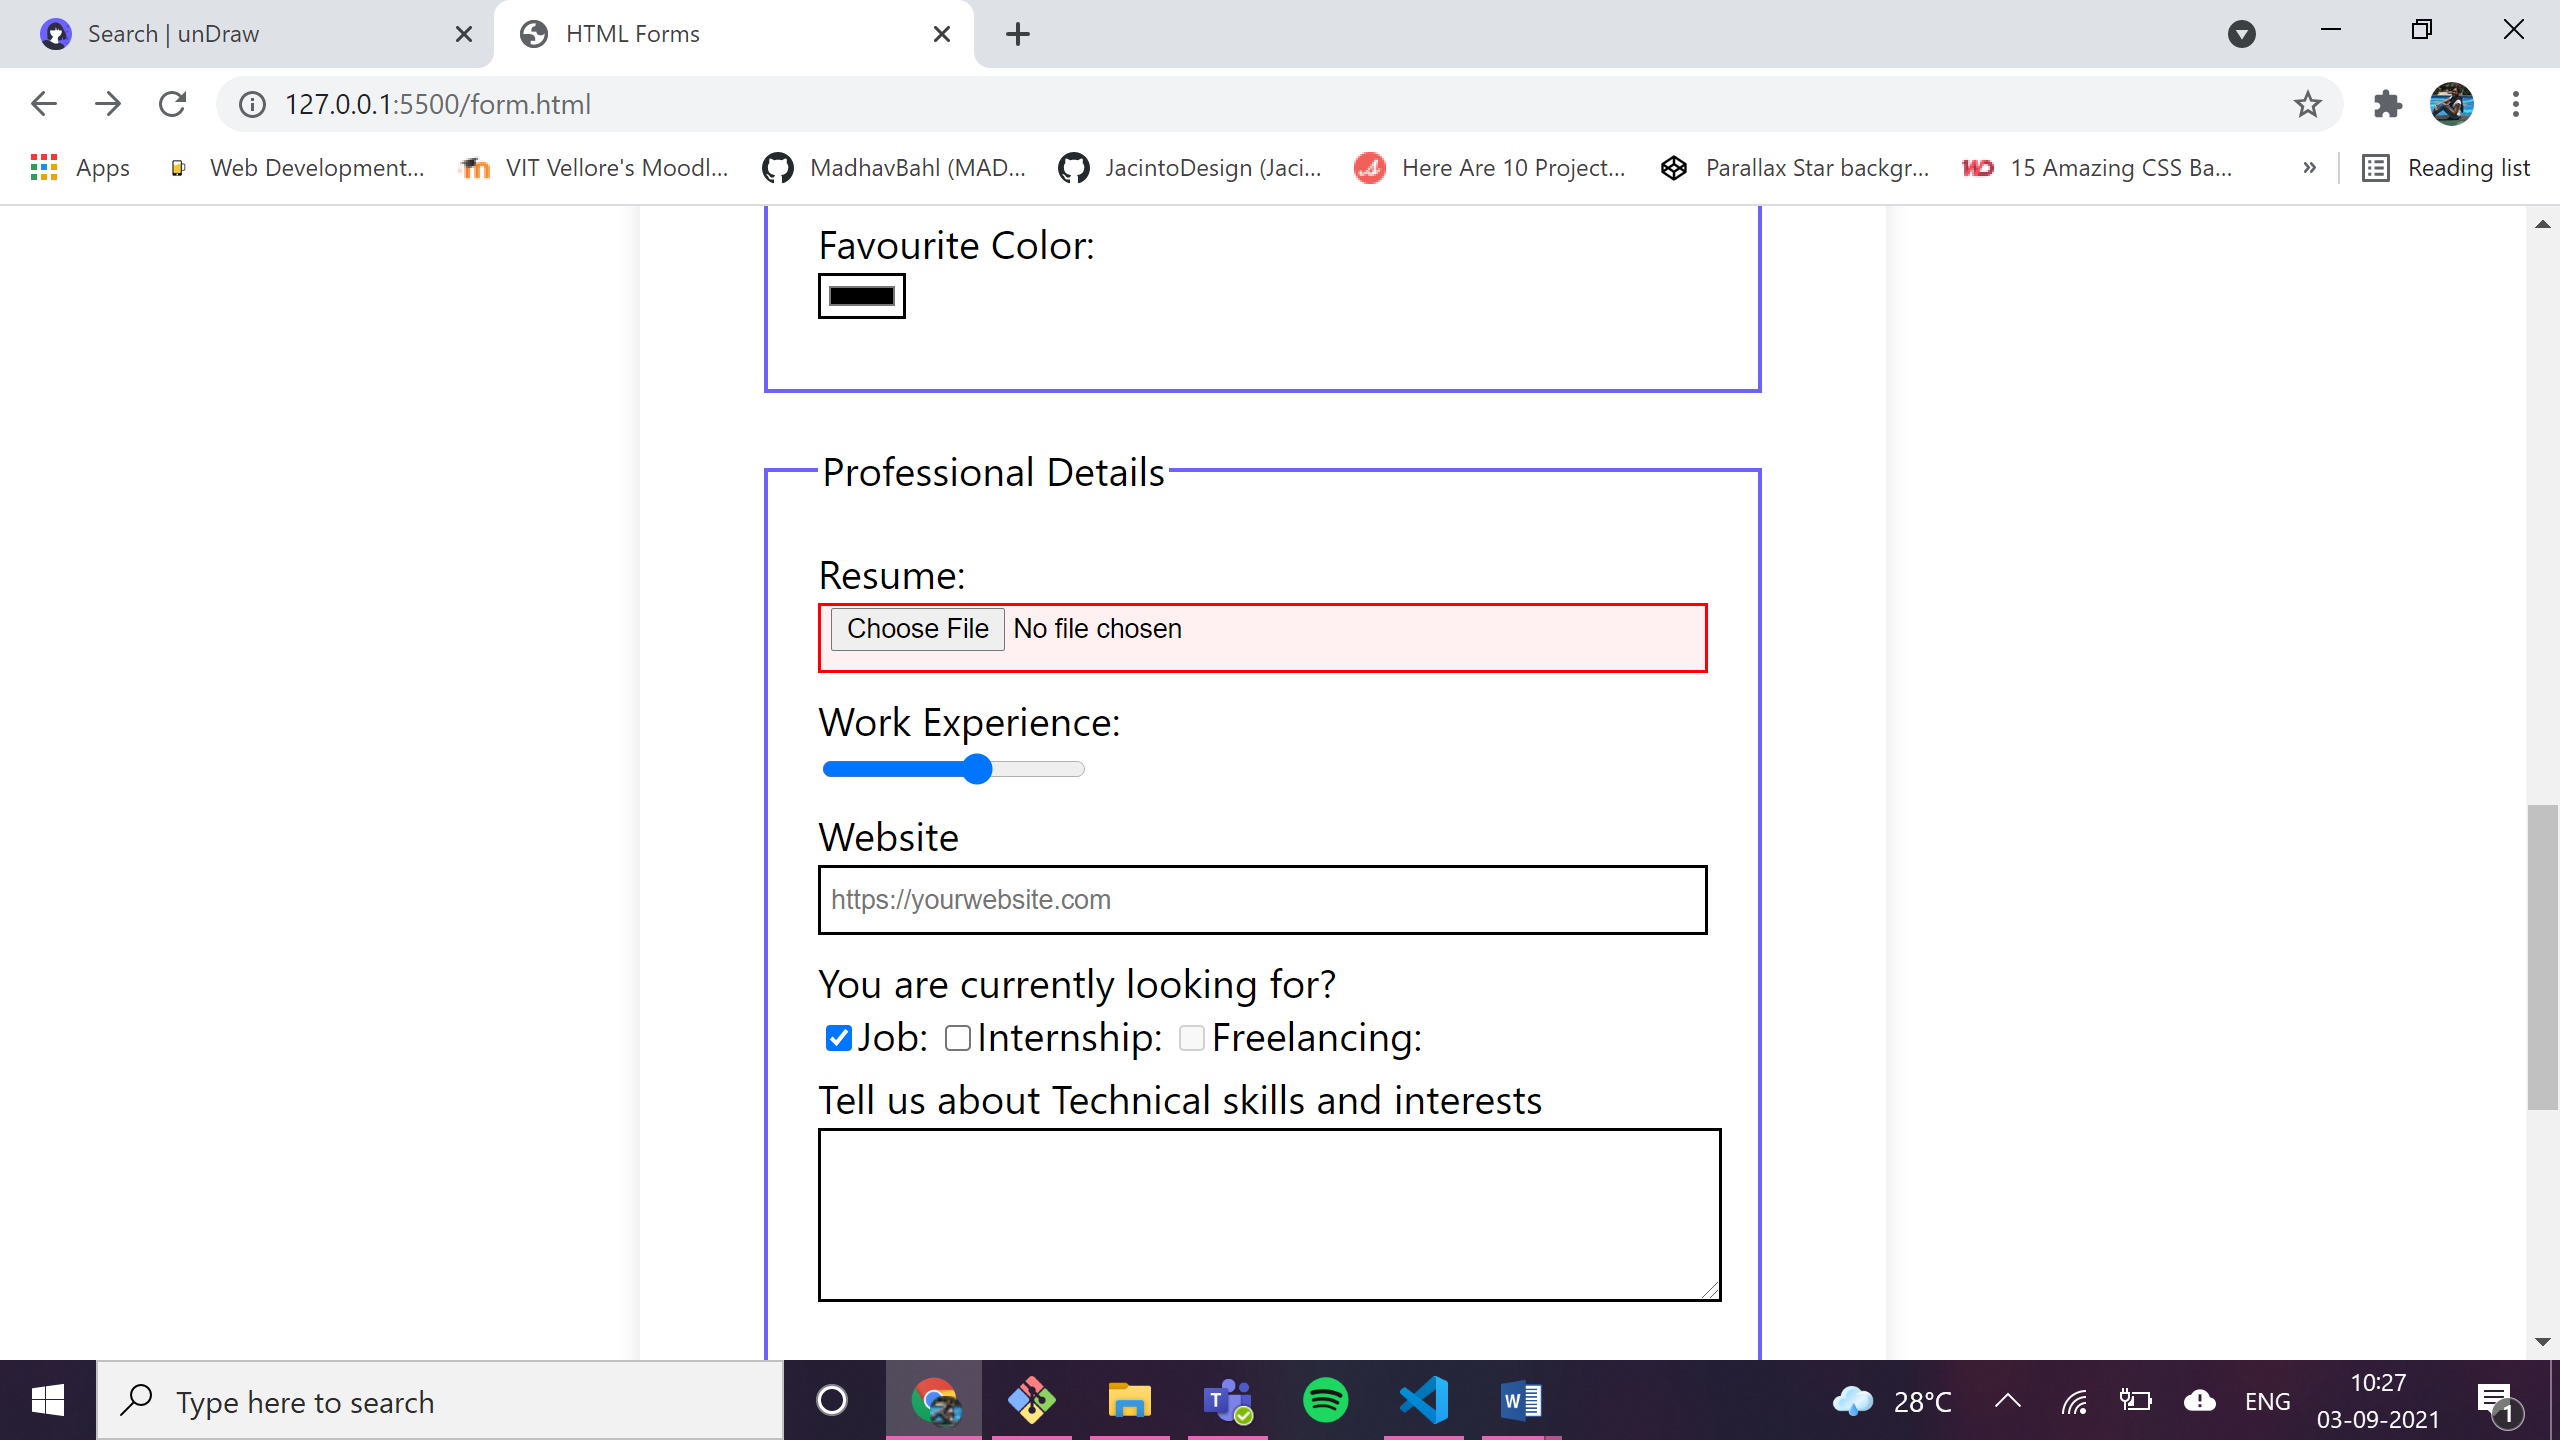 Search | unDraw
HTML Forms
127.0.0.1:5500/form.html
Apps
Web Development...
VIT Vellore's Moodl...
MadhavBahl (MAD...
JacintoDesign (Jaci...
Here Are 10 Project...
Parallax Star backgr...
15 Amazing CSS Ba...
»
Reading list
Favourite Color:
Professional Details
Resume:
Choose File No file chosen
Work Experience:
Website
https://yourwebsite.com
You are currently looking for?
Job: Internship: Freelancing:
Tell us about Technical skills and interests
Type here to search
28°C
ENG
10:27
03-09-2021
1